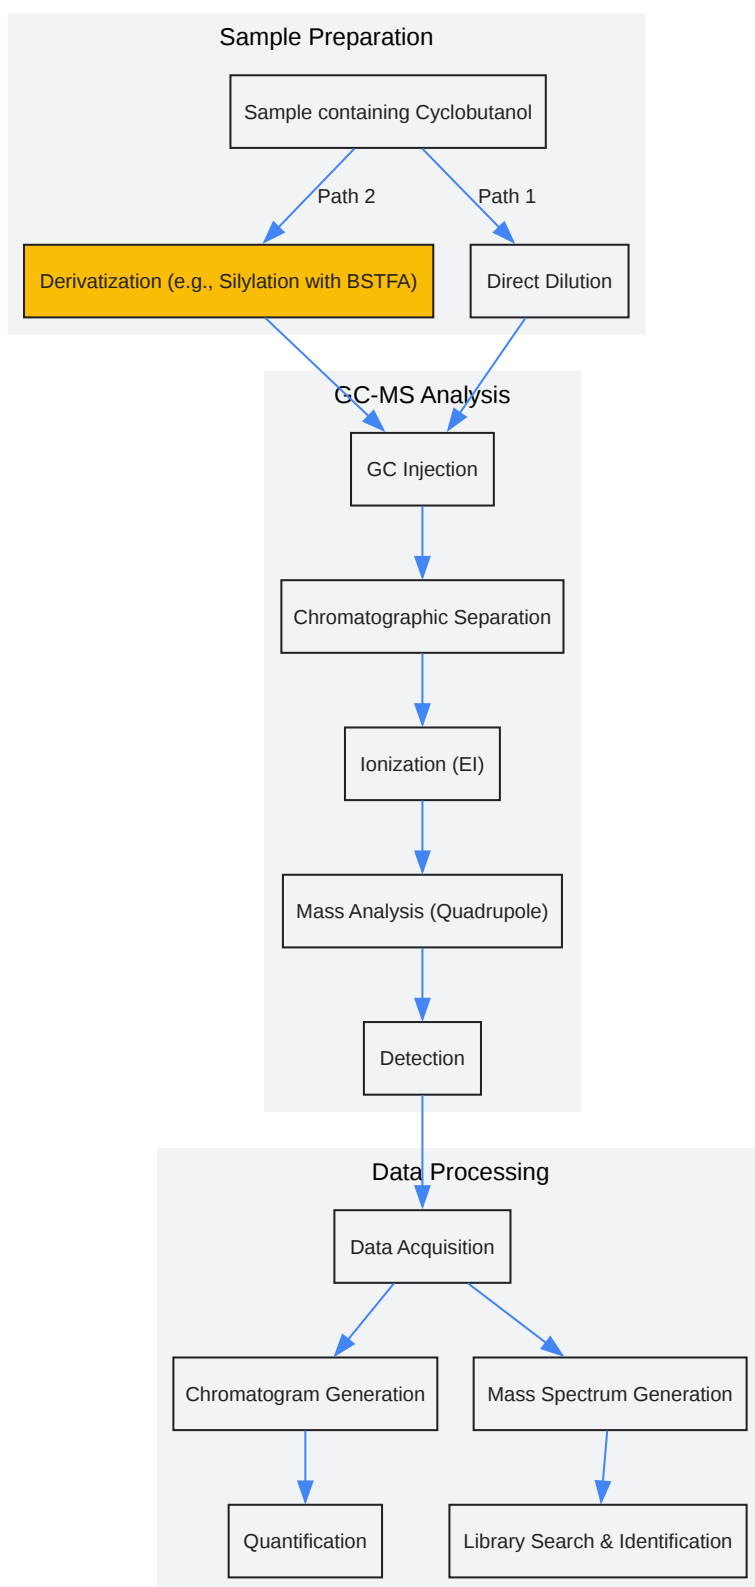 Sample Preparation
Sample containing Cyclobutanol
Path 2
Path 1
Derivatization (e.g., Silylation with BSTFA)
Direct Dilution
GC-MS Analysis
GC Injection
Chromatographic Separation
Ionization (EI)
Mass Analysis (Quadrupole)
Detection
Data Processing
Data Acquisition
Chromatogram Generation
Mass Spectrum Generation
Quantification
Library Search & Identification